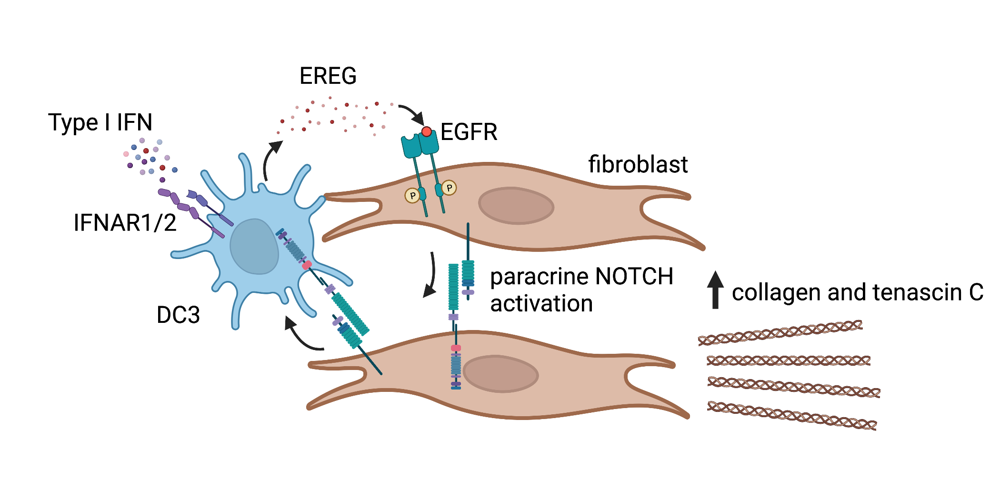 EREG
Type I IFN
EGFR
fibroblast
P
P
IFNAR1/2
paracrine NOTCH
activation
collagen and tenascin C
DC3